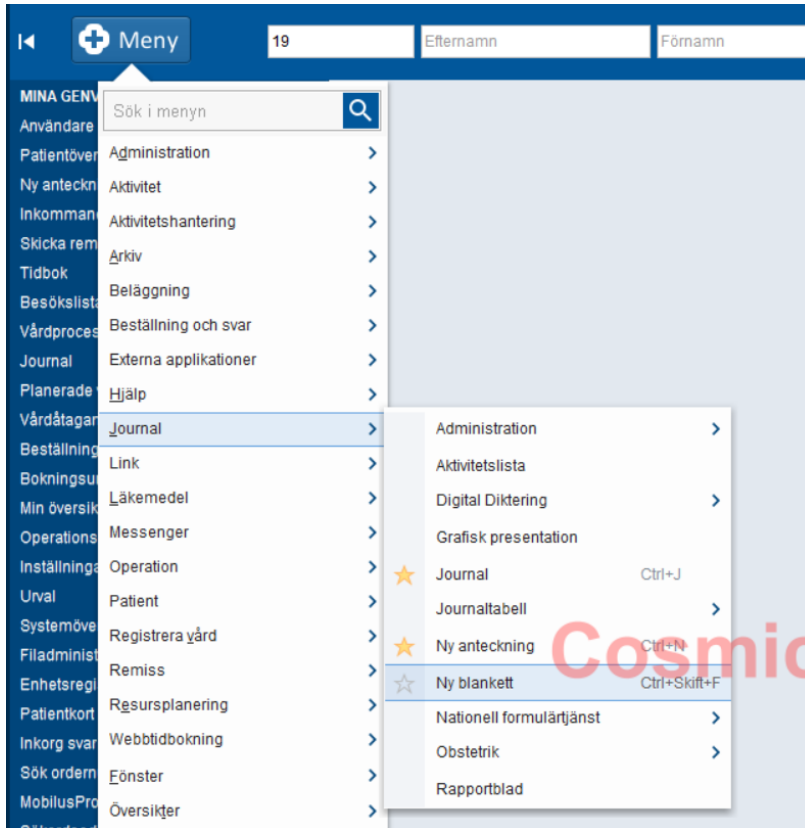 Meny
19
Efternamn
Förnamn
MINA GENV
Användare
Patientöver
Ny anteckn
Inkommand
Skicka rem
Tidbok
Besökslista
Vårdproces
Journal
Planerade
Vårdåtagar
Beställning
Bokningsu
Min översik
Operations
Inställninga
Urval
Systemöve
Filadminist
Enhetsregi
Patientkort
Inkorg svar
Sök ordern
MobilusPro
Sök i menyn
Administration
Aktivitet
Aktivitetshantering
Arkiv
Beläggning
Beställning och svar
Externa applikationer
Hjälp
Journal
Link
Läkemedel
Messenger
Operation
Patient
Registrera vård
Remiss
Resursplanering
Webbtidbokning
Fönster
Översikter
Administration
Aktivitetslista
Digital Diktering
Grafisk presentation
Journal Ctrl+J
Journaltabell
Ny anteckning Ctrl+N
Ny blankett Ctrl+Skift+F
Nationell formulärtjänst
Obstetrik
Rapportblad
Cosmic